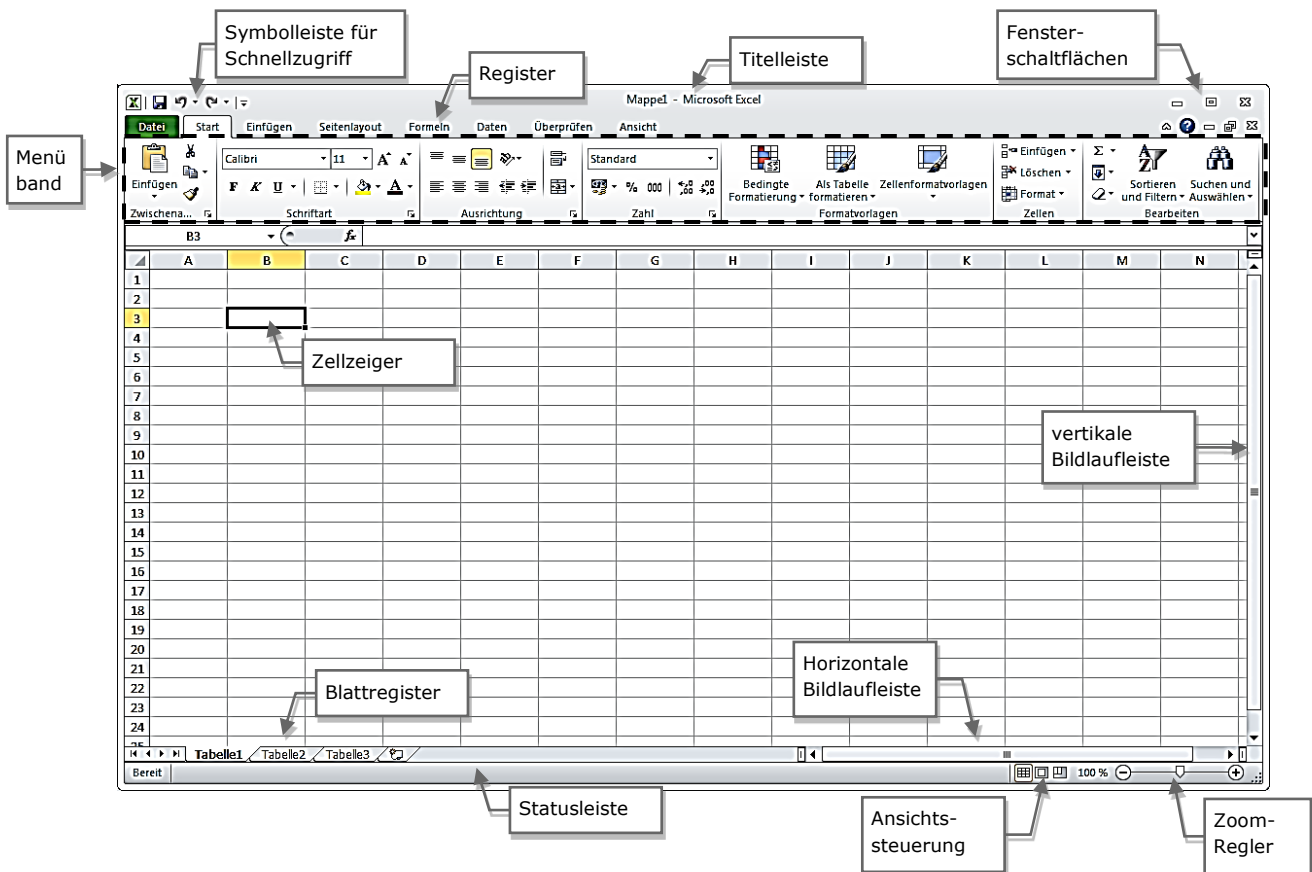 Symbolleiste für
Schnellzugriff
Register
Titelleiste
Fenster-
schaltflächen
Mappe1 - Microsoft Excel
Datei Start Einfügen Seitenlayout Formeln Daten Überprüfen Ansicht
Menü
band
Calibri 11 Standard
Einfügen
F K U A
% 000
Bedingte
Formatierung
Als Tabelle
formatieren
Zellenformatvorlagen
Einfügen
Löschen
Format
Σ
Sortieren
und Filtern
Suchen und
Auswählen
Zwischena... Schriftart Ausrichtung Zahl Formatvorlagen Zellen Bearbeiten
B3 fx
A B C D E F G H I J K L M N
1
2
3
4
Zellzeiger
5
6
7
8
9
vertikale
Bildlaufleiste
10
11
12
13
14
15
16
17
18
19
20
21
Horizontale
Bildlaufleiste
22
Blattregister
23
24
25
Tabelle1 Tabelle2 Tabelle3
Bereit 100 %
Statusleiste
Ansichts-
steuerung
Zoom-
Regler